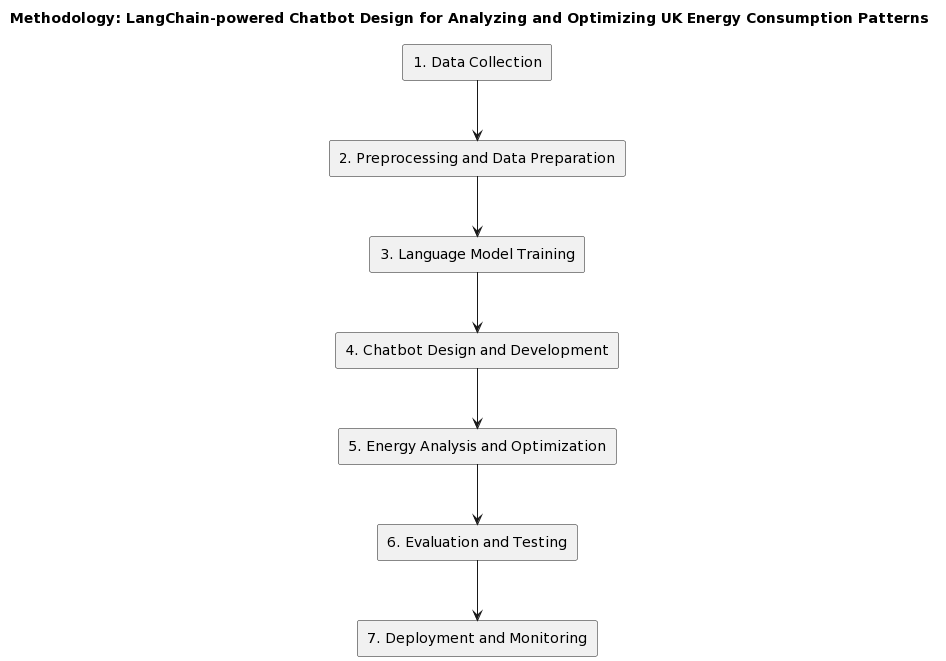 Methodology: LangChain-powered Chatbot Design for Analyzing and Optimizing UK Energy Consumption Patterns
1. Data Collection
2. Preprocessing and Data Preparation
3. Language Model Training
4. Chatbot Design and Development
5. Energy Analysis and Optimization
6. Evaluation and Testing
7. Deployment and Monitoring